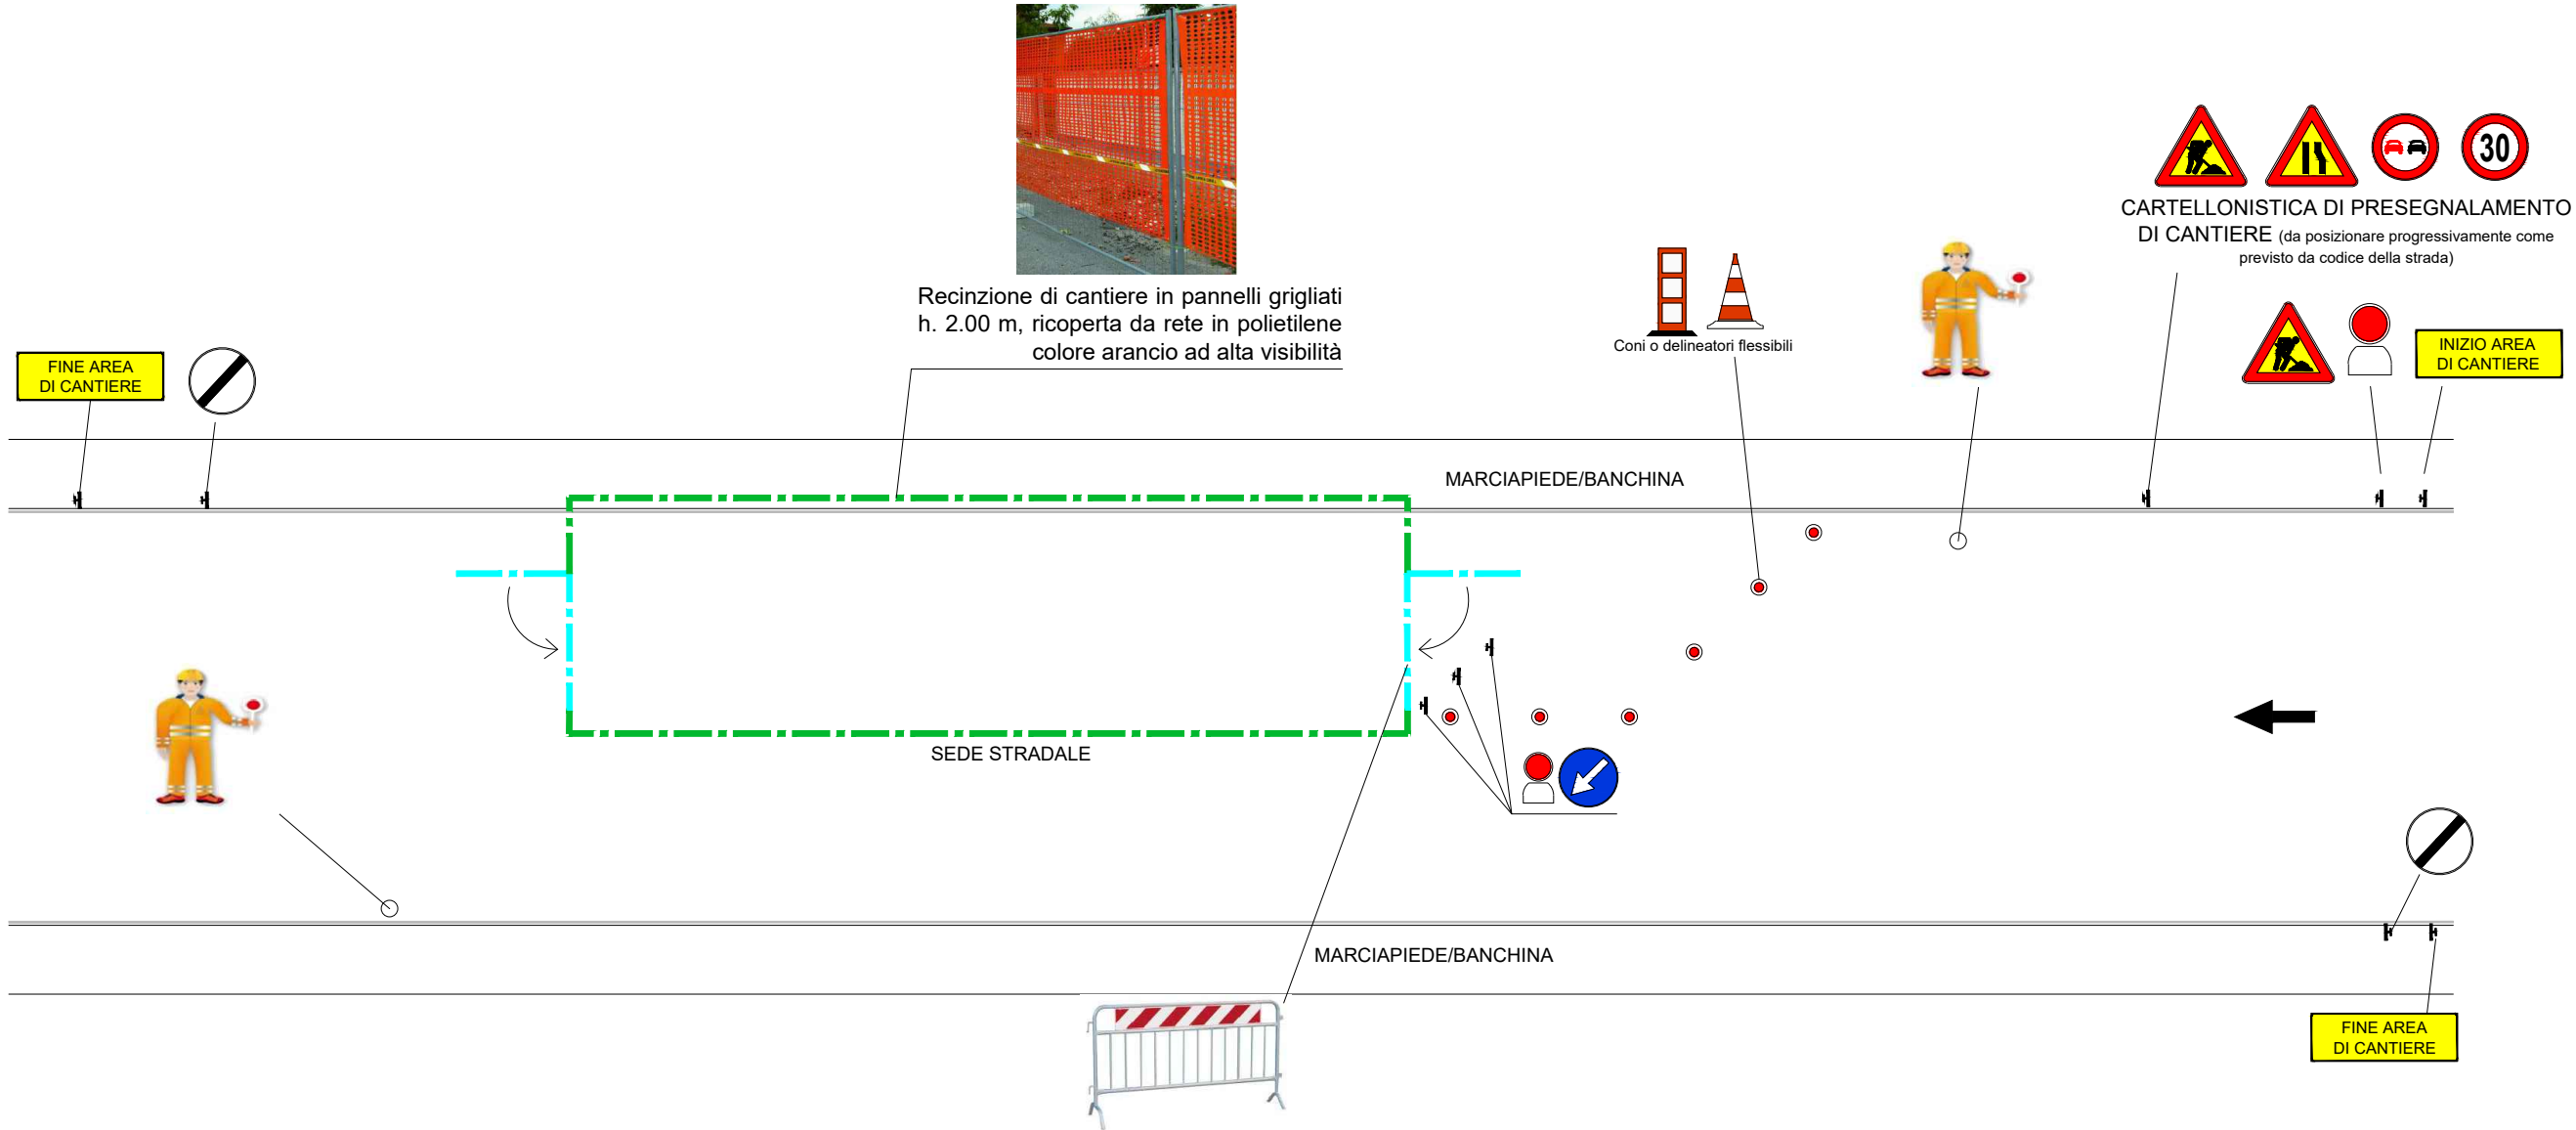 30
CARTELLONISTICA DI PRESEGNALAMENTO
DI CANTIERE (da posizionare progressivamente come
previsto da codice della strada)
Recinzione di cantiere in pannelli grigliati
h. 2.00 m, ricoperta da rete in polietilene
colore arancio ad alta visibilità
Coni o delineatori flessibili
INIZIO AREA
DI CANTIERE
FINE AREA
DI CANTIERE
MARCIAPIEDE/BANCHINA
SEDE STRADALE
MARCIAPIEDE/BANCHINA
FINE AREA
DI CANTIERE